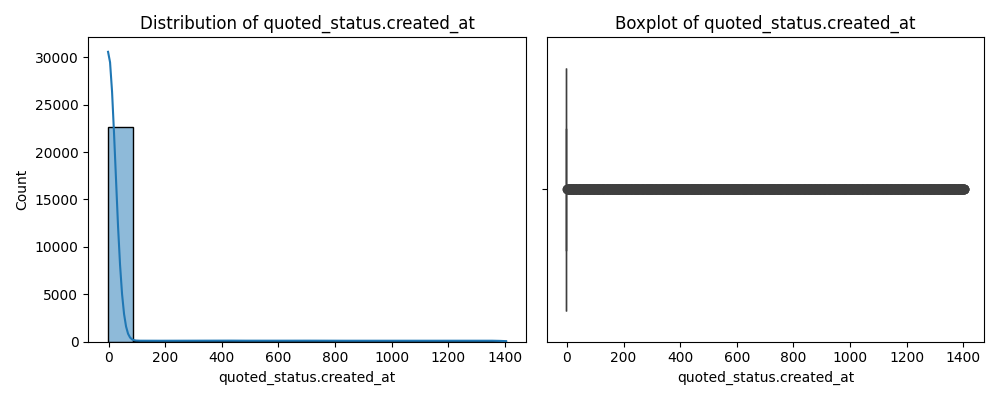 Distribution of quoted_status.created_at
Boxplot of quoted_status.created_at
Count
30000
25000
20000
15000
10000
5000
0
0 200 400 600 800 1000 1200 1400
quoted_status.created_at
0 200 400 600 800 1000 1200 1400
quoted_status.created_at